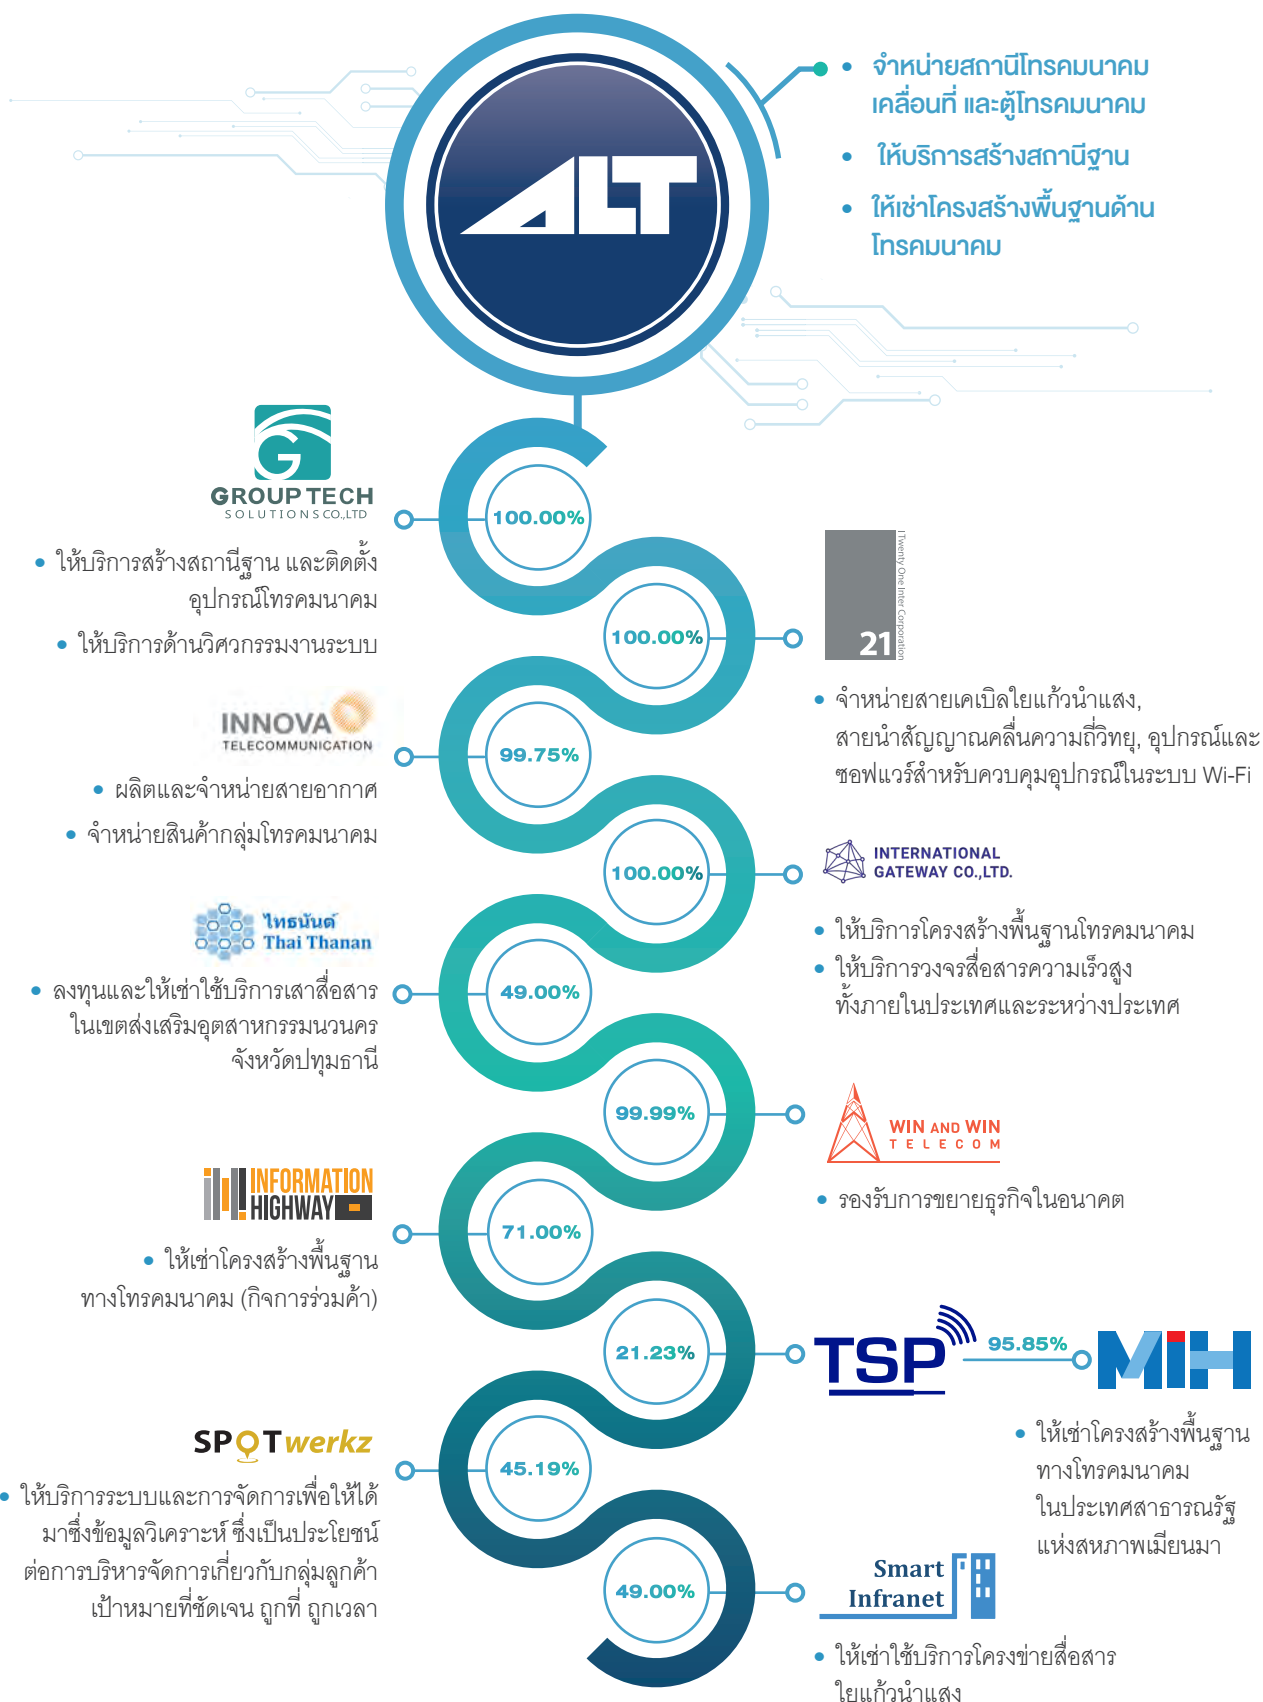 ALT
• จำหน่ายสถานีโทรคมนาคม
เคลื่อนที่ และตู้โทรคมนาคม
• ให้บริการสร้างสถานีฐาน
• ให้เช่าโครงสร้างพื้นฐานด้าน
โทรคมนาคม
G
GROUP TECH
SOLUTIONS CO.,LTD
100.00%
• ให้บริการสร้างสถานีฐาน และติดตั้ง
อุปกรณ์โทรคมนาคม
• ให้บริการด้านวิศวกรรมงานระบบ
100.00%
21
I Twenty One Inter Corporation
• จำหน่ายสายเคเบิลใยแก้วนำแสง,
สายนำสัญญาณคลื่นความถี่วิทยุ, อุปกรณ์และ
ซอฟแวร์สำหรับควบคุมอุปกรณ์ในระบบ Wi-Fi
INNOVA
TELECOMMUNICATION
99.75%
• ผลิตและจำหน่ายสายอากาศ
• จำหน่ายสินค้ากลุ่มโทรคมนาคม
100.00%
INTERNATIONAL
GATEWAY CO.,LTD.
• ให้บริการโครงสร้างพื้นฐานโทรคมนาคม
• ให้บริการวงจรสื่อสารความเร็วสูง
ทั้งภายในประเทศและระหว่างประเทศ
ไทธนันต์
Thai Thanan
49.00%
• ลงทุนและให้เช่าใช้บริการเสาสื่อสาร
ในเขตส่งเสริมอุตสาหกรรมนวนคร
จังหวัดปทุมธานี
99.99%
WIN AND WIN
TELECOM
• รองรับการขยายธุรกิจในอนาคต
INFORMATION
HIGHWAY
71.00%
• ให้เช่าโครงสร้างพื้นฐาน
ทางโทรคมนาคม (กิจการร่วมค้า)
21.23%
TSP
95.85%
MIH
• ให้เช่าโครงสร้างพื้นฐาน
ทางโทรคมนาคม
ในประเทศสาธารณรัฐ
แห่งสหภาพเมียนมา
SPOTwerkz
45.19%
• ให้บริการระบบและการจัดการเพื่อให้ได้
มาซึ่งข้อมูลวิเคราะห์ ซึ่งเป็นประโยชน์
ต่อการบริหารจัดการเกี่ยวกับกลุ่มลูกค้า
เป้าหมายที่ชัดเจน ถูกที่ ถูกเวลา
49.00%
Smart
Infranet
• ให้เช่าใช้บริการโครงข่ายสื่อสาร
ใยแก้วนำแสง